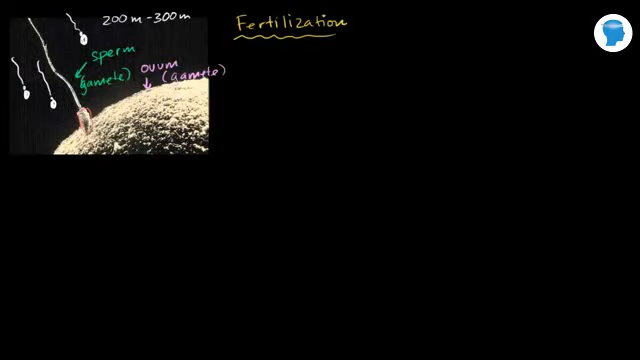 200 m - 300 m
Fertilization
sperm
(gamete)
ovum
(gamete)